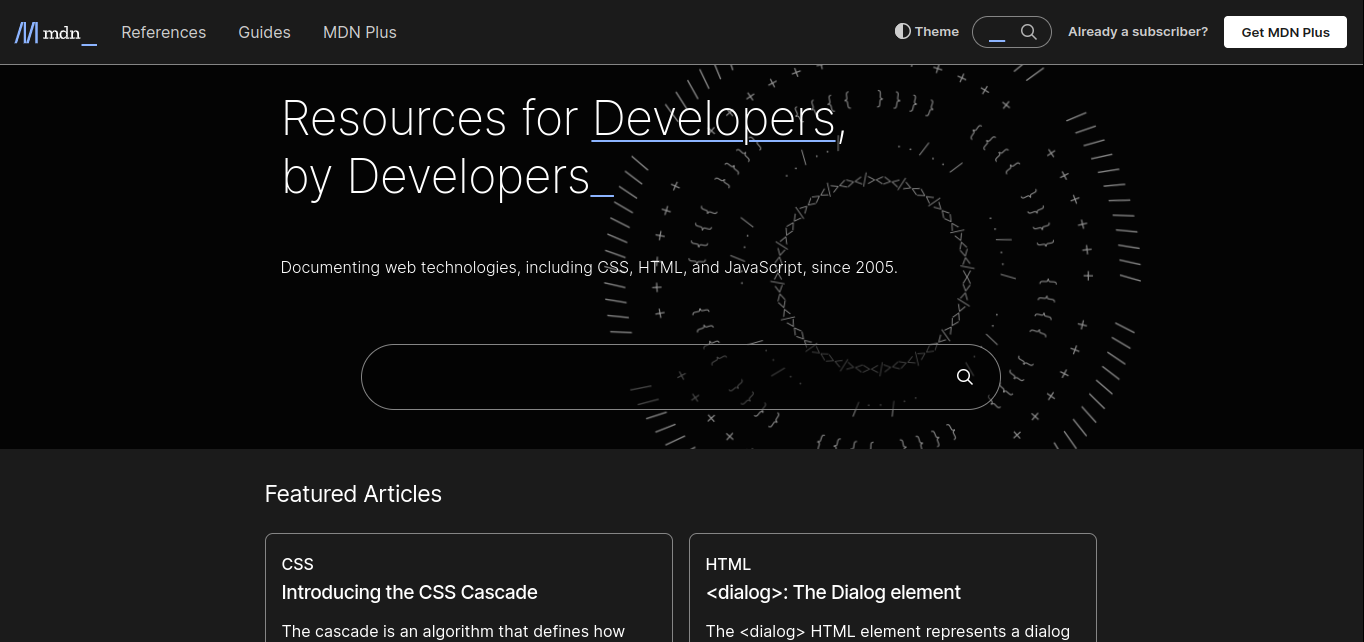 mdn_
References
Guides
MDN Plus
Theme
Already a subscriber?
Get MDN Plus
Resources for Developers,
by Developers_
Documenting web technologies, including CSS, HTML, and JavaScript, since 2005.
Featured Articles
CSS
Introducing the CSS Cascade
The cascade is an algorithm that defines how
HTML
<dialog>: The Dialog element
The <dialog> HTML element represents a dialog